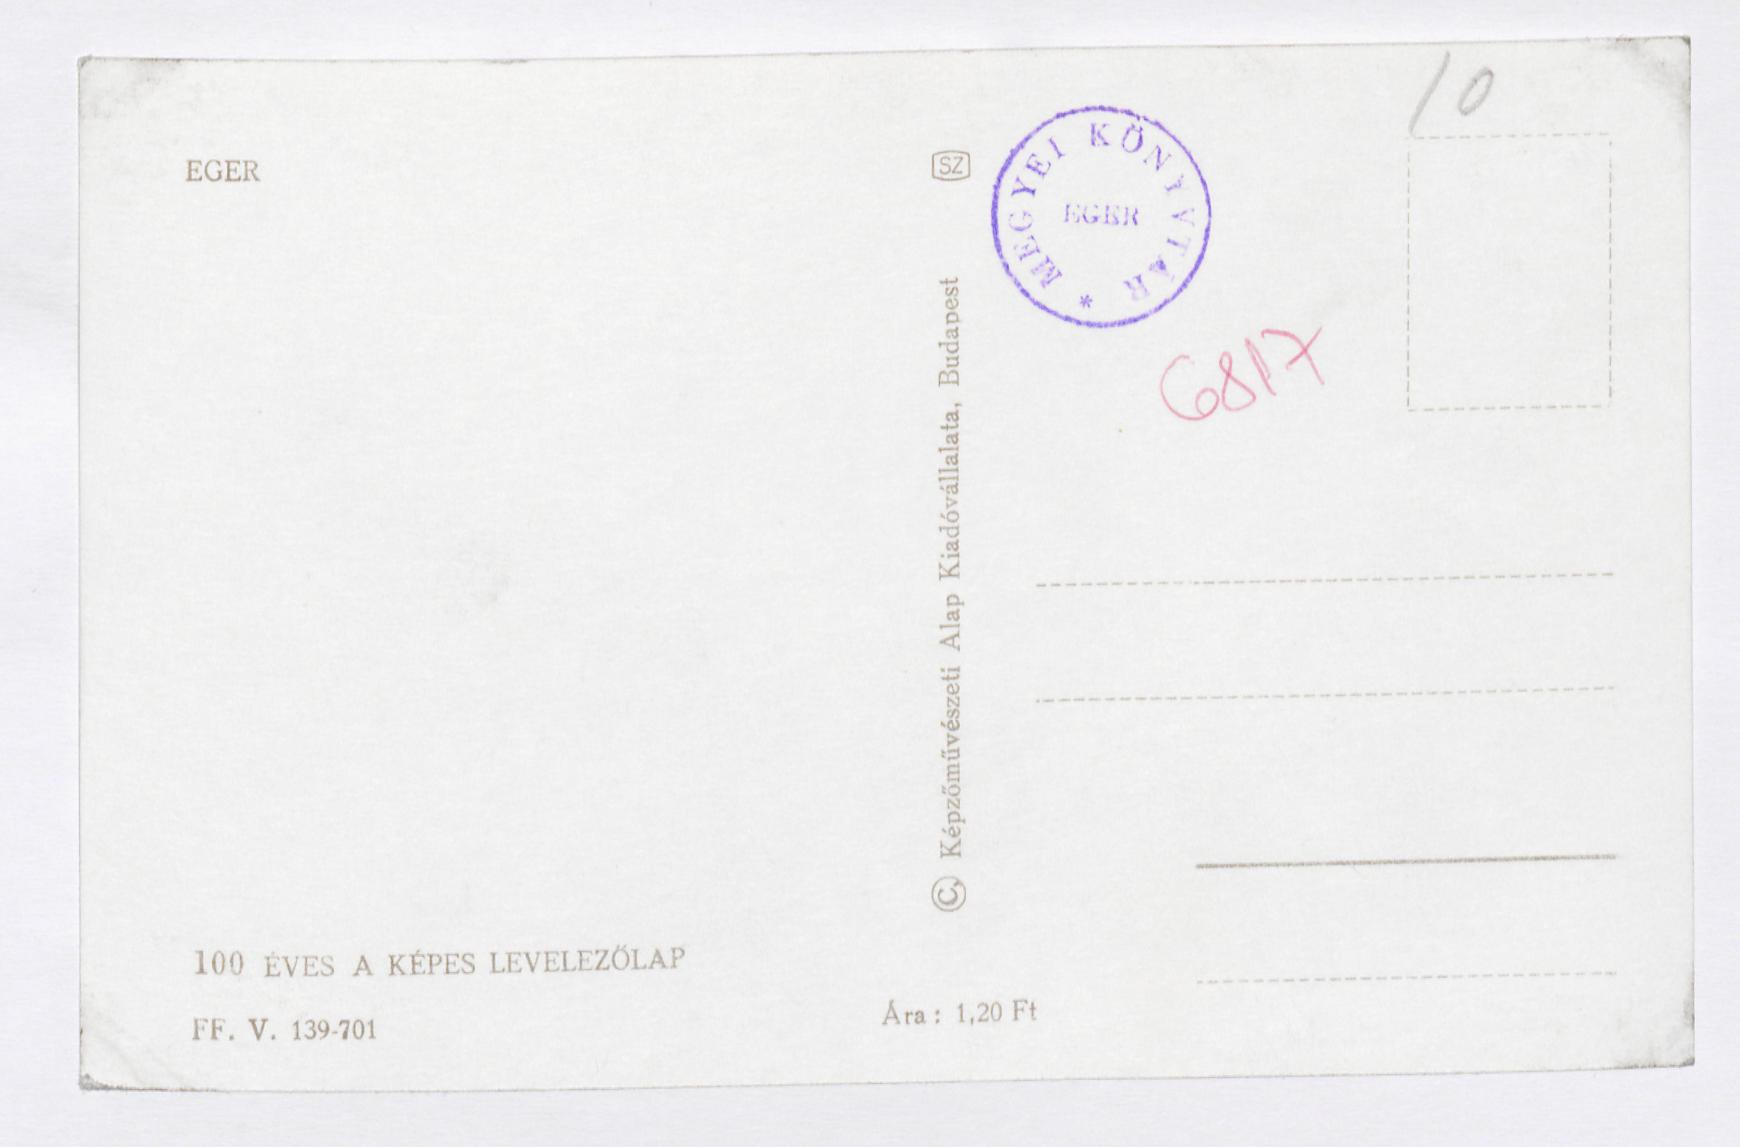 EGER
100 ÉVES A KÉPES LEVELEZŐLAP
FF. V. 139-701
Ára: 1,20 Ft
SZ
© Képzőművészeti Alap Kiadóvállalata, Budapest
MEGYEI KÖNYVTÁR *
EGER
10
6817